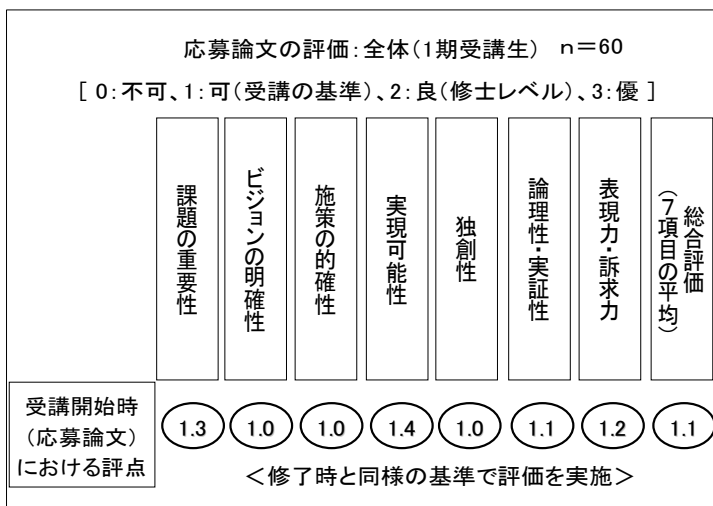 応募論文の評価：全体（1期受講生） n＝60
［ 0：不可、1：可（受講の基準）、2：良（修士レベル）、3：優 ］
課題の重要性
ビジョンの明確性
施策の的確性
実現可能性
独創性
論理性・実証性
表現力・訴求力
総合評価
（７項目の平均）
受講開始時
（応募論文）
における評点
1.3
1.0
1.0
1.4
1.0
1.1
1.2
1.1
＜修了時と同様の基準で評価を実施＞